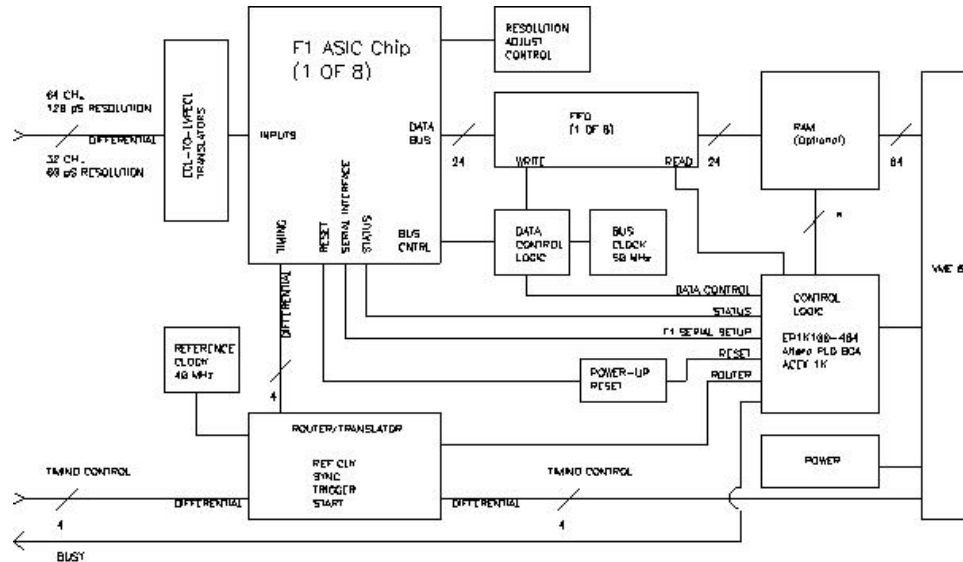 F1 ASIC Chip
(1 OF 8)
INPUTS
DATA
BUS
TIMING
RESET
SERIAL INTERFACE
STATUS
BUS
CNTRL
RESOLUTION
ADJUST
CONTROL
64 CH.
128 pS RESOLUTION
DIFFERENTIAL
32 CH.
60 pS RESOLUTION
ECL-TO-LVPECL
TRANSLATORS
24
FIFO
(1 OF 8)
WRITE
READ
24
RAM
(Optional)
64
DATA
CONTROL
LOGIC
BUS
CLOCK
50 MHz
DATA CONTROL
STATUS
F1 SERIAL SETUP
RESET
ROUTER
CONTROL
LOGIC
EP1K100-484
Altera PLD BGA
ACEX 1K
REFERENCE
CLOCK
40 MHz
DIFFERENTIAL
4
POWER-UP
RESET
ROUTER/TRANSLATOR
REF CLK
SYNC
TRIGGER
START
POWER
TIMING CONTROL
4
DIFFERENTIAL
TIMING CONTROL
DIFFERENTIAL
4
BUSY